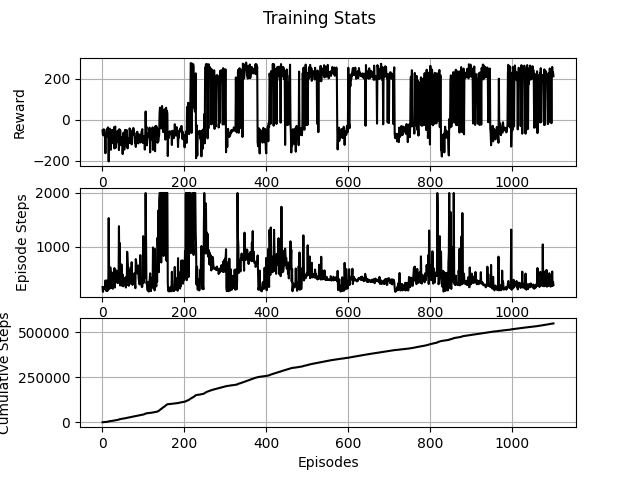 Training Stats
200
0
−200
Reward
0 200 400 600 800 1000
2000
1000
Episode Steps
0 200 400 600 800 1000
500000
250000
0
Cumulative Steps
0 200 400 600 800 1000
Episodes